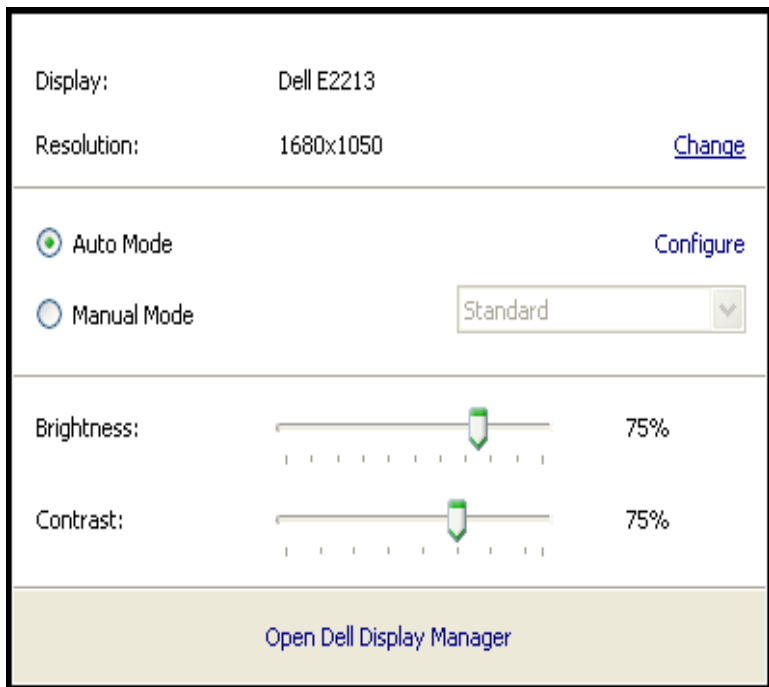 Display: Dell E2213
Resolution: 1680x1050 Change
Auto Mode Configure
Manual Mode Standard
Brightness: 75%
Contrast: 75%
Open Dell Display Manager